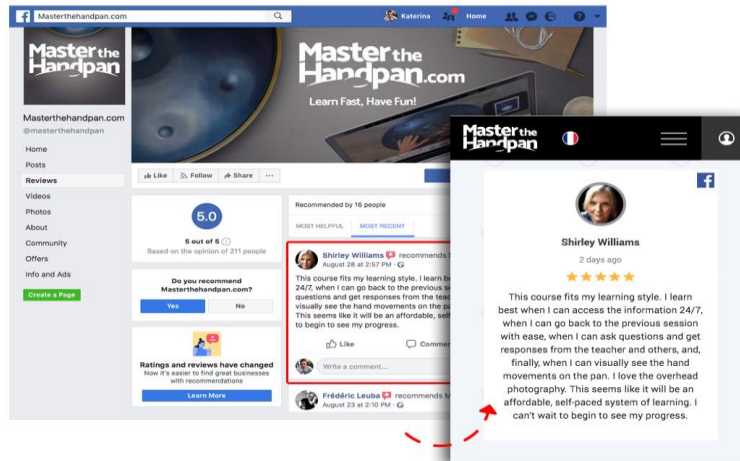 Masterthehandpan.com
Katerina
Home
Master the
Handpan
Master the
Handpan.com
Learn Fast, Have Fun!
Masterthehandpan.com
@masterthehandpan
Home
Posts
Reviews
Videos
Photos
About
Community
Offers
Info and Ads
Create a Page
Like Follow Share
5.0
5 out of 5
Based on the opinion of 211 people
Do you recommend
Masterthehandpan.com?
Yes No
Ratings and reviews have changed
Now it's easier to find great businesses
with recommendations
Learn More
Recommended by 16 people
MOST HELPFUL MOST RECENT
Shirley Williams recommends
August 28 at 2:57 PM
This course fits my learning style. I learn
24/7, when I can go back to the previous
questions and get responses from the
visually see the hand movements on the
This seems like it will be an affordable,
to begin to see my progress.
Like
Write a comment...
Frédéric Leuba recommends
August 23 at 2:10 PM
Master the
Handpan
Shirley Williams
2 days ago
This course fits my learning style. I learn
best when I can access the information 24/7,
when I can go back to the previous session
with ease, when I can ask questions and get
responses from the teacher and others, and,
finally, when I can visually see the hand
movements on the pan. I love the overhead
photography. This seems like it will be an
affordable, self-paced system of learning. I
can't wait to begin to see my progress.